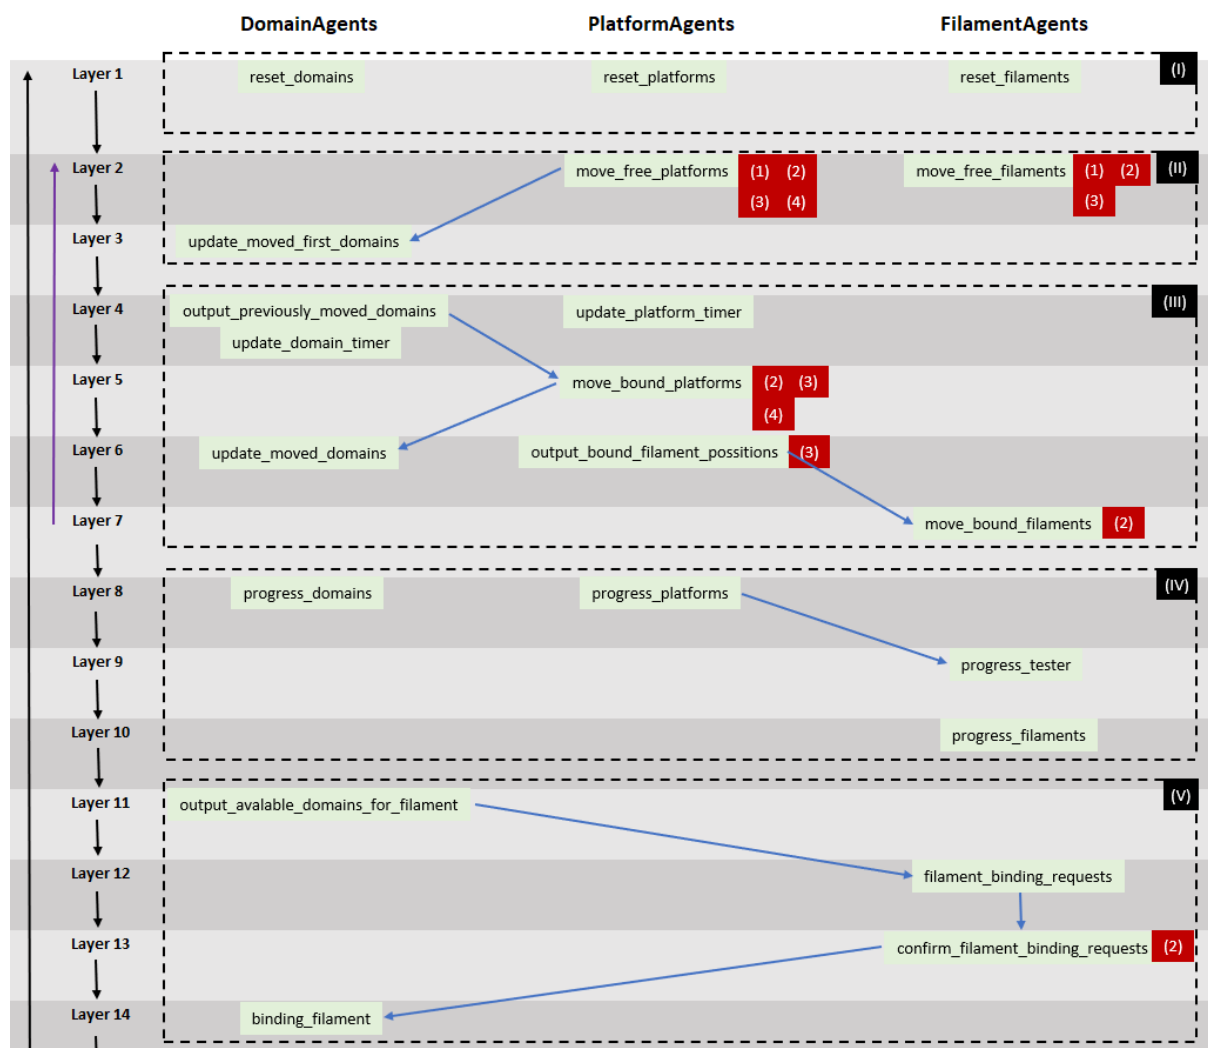 DomainAgents PlatformAgents FilamentAgents
Layer 1 reset_domains reset_platforms reset_filaments (I)
Layer 2 move_free_platforms (1) (2) move_free_filaments (1) (2) (II)
(3) (4) (3)
Layer 3 update_moved_first_domains
Layer 4 output_previously_moved_domains update_platform_timer (III)
update_domain_timer
Layer 5 move_bound_platforms (2) (3)
(4)
Layer 6 update_moved_domains output_bound_filament_possitions (3)
Layer 7 move_bound_filaments (2)
Layer 8 progress_domains progress_platforms (IV)
Layer 9 progress_tester
Layer 10 progress_filaments
Layer 11 output_avalable_domains_for_filament (V)
Layer 12 filament_binding_requests
Layer 13 confirm_filament_binding_requests (2)
Layer 14 binding_filament